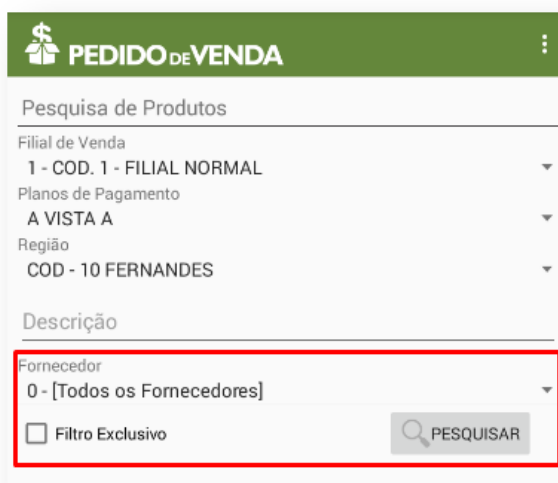 PEDIDO DE VENDA
Pesquisa de Produtos
Filial de Venda
1 - COD. 1 - FILIAL NORMAL
Planos de Pagamento
A VISTA A
Região
COD - 10 FERNANDES
Descrição
Fornecedor
0 - [Todos os Fornecedores]
Filtro Exclusivo
PESQUISAR